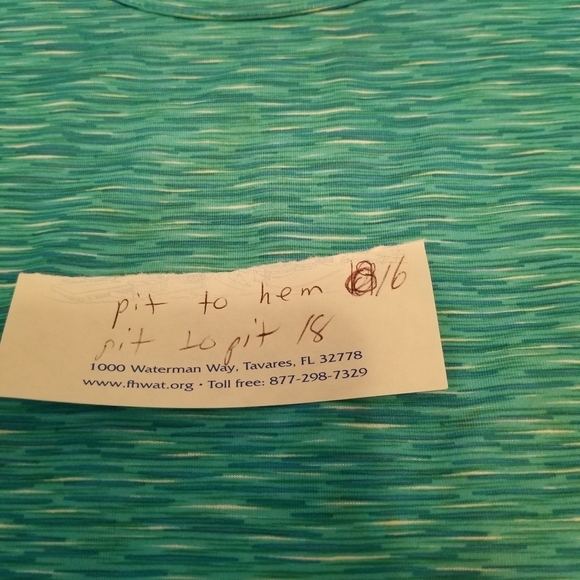 pit to hem 16
pit to pit 18
1000 Waterman Way, Tavares, FL 32778
www.fhwat.org • Toll free: 877-298-7329